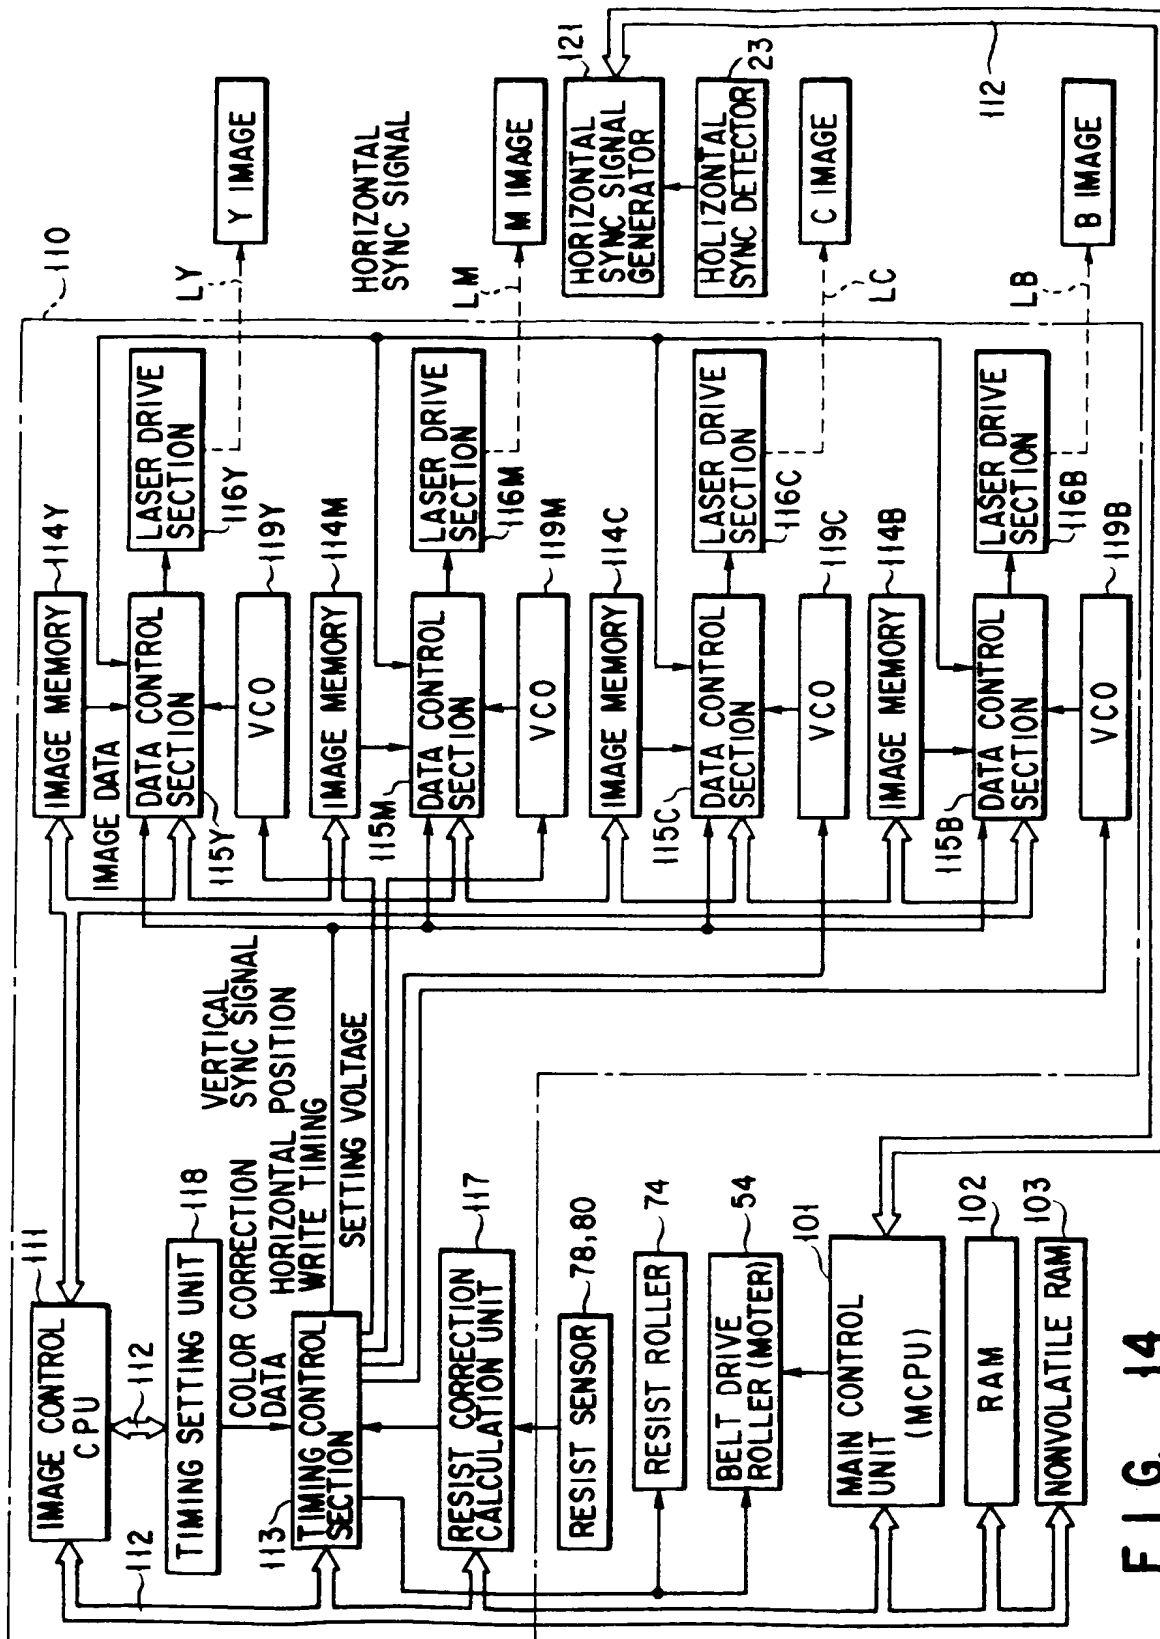 110
111
IMAGE CONTROL
CPU
112
112
118
TIMING SETTING UNIT
COLOR CORRECTION
DATA
VERTICAL
SYNC SIGNAL
HORIZONTAL POSITION
WRITE TIMING
SETTING VOLTAGE
113
TIMING CONTROL
SECTION
117
RESIST CORRECTION
CALCULATION UNIT
78,80
RESIST SENSOR
74
RESIST ROLLER
54
BELT DRIVE
ROLLER (MOTER)
101
MAIN CONTROL
UNIT
(MCPU)
102
RAM
103
NONVOLATILE RAM
114Y
IMAGE MEMORY
IMAGE DATA
DATA CONTROL
SECTION
115Y
LASER DRIVE
SECTION
116Y
LY
Y IMAGE
119Y
VCO
114M
IMAGE MEMORY
115M
DATA CONTROL
SECTION
LASER DRIVE
SECTION
116M
LM
M IMAGE
HORIZONTAL
SYNC SIGNAL
119M
VCO
121
HORIZONTAL
SYNC SIGNAL
GENERATOR
23
HOLIZONTAL
SYNC DETECTOR
114C
IMAGE MEMORY
115C
DATA CONTROL
SECTION
LASER DRIVE
SECTION
116C
LC
C IMAGE
119C
VCO
114B
IMAGE MEMORY
115B
DATA CONTROL
SECTION
LASER DRIVE
SECTION
116B
LB
B IMAGE
119B
VCO
112
FIG. 14